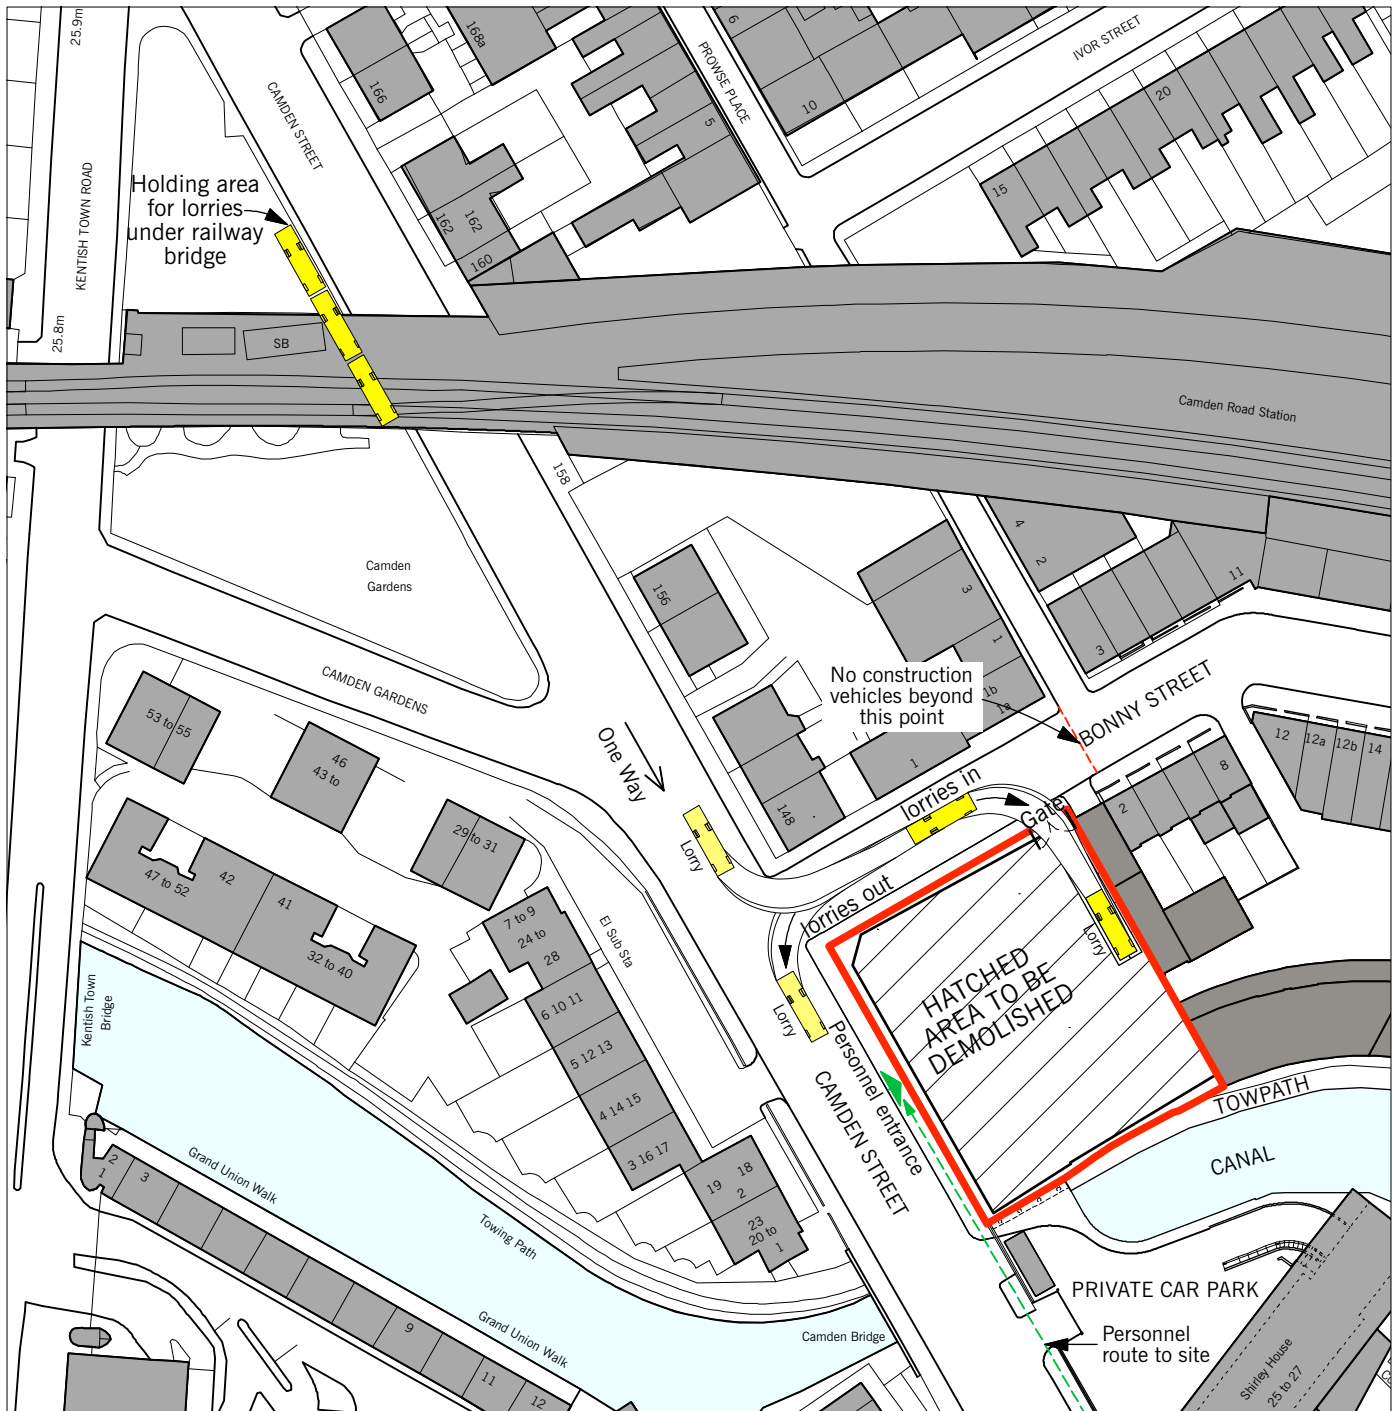 25.9m
KENTISH TOWN ROAD
25.8m
CAMDEN STREET
166
168a
6
PROWSE PLACE
10
IVOR STREET
20
5
15
162
162
160
Holding area
for lorries
under railway
bridge
SB
Camden Road Station
158
Camden
Gardens
156
4
2
3
11
3
1
1b
1a
No construction
vehicles beyond
this point
BONNY STREET
CAMDEN GARDENS
53 to 55
46
43 to
29 to 31
One Way
1
148
lorries in
Gate
2
8
12
12a
12b
14
Lorry
lorries out
47 to 52
42
41
32 to 40
7 to 9
24 to
28
El Sub Sta
Lorry
HATCHED
AREA TO BE
DEMOLISHED
Lorry
Kentish Town
Bridge
6 10 11
5 12 13
4 14 15
3 16 17
Personnel entrance
CAMDEN STREET
TOWPATH
CANAL
2
1
3
Grand Union Walk
Towing Path
19
18
2
23
20 to
1
PRIVATE CAR PARK
Grand Union Walk
9
11
12
Camden Bridge
Personnel
route to site
Shirley House
25 to 27